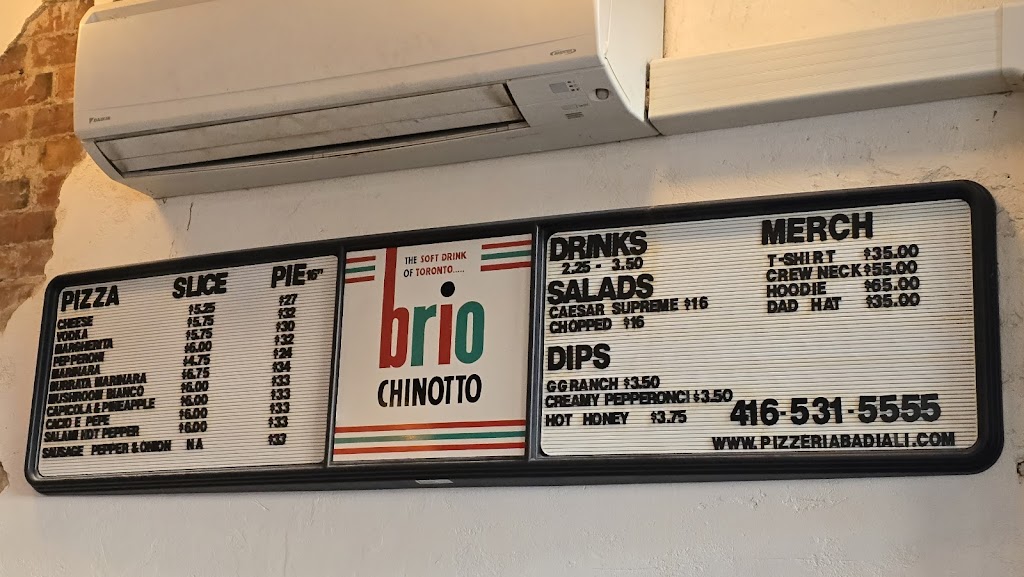 DAIKIN
PIZZA SLICE PIE 16"
CHEESE $5.25 $27
VODKA $5.75 $32
MARGHERITA $5.75 $30
PEPPERONI $6.00 $32
MARINARA $4.75 $24
BURRATA MARINARA $6.75 $34
MUSHROOM BIANCO $6.00 $33
CAPICOLA & PINEAPPLE $6.00 $33
CACIO E PEPE $6.00 $33
SALAMI HOT PEPPER $6.00 $33
SAUSAGE PEPPER & ONION NA $33
THE SOFT DRINK
OF TORONTO.....
brio
CHINOTTO
DRINKS
2.25 - 3.50
SALADS
CAESAR SUPREME $16
CHOPPED $16
DIPS
GG RANCH $3.50
CREAMY PEPPERONCI $3.50
HOT HONEY $3.75
MERCH
T-SHIRT $35.00
CREW NECK $55.00
HOODIE $65.00
DAD HAT $35.00
416-531-5555
WWW.PIZZERIABADIALI.COM